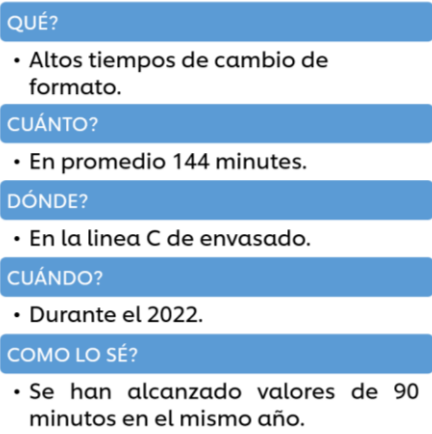 QUÉ?
• Altos tiempos de cambio de
formato.
CUÁNTO?
• En promedio 144 minutes.
DÓNDE?
• En la linea C de envasado.
CUÁNDO?
• Durante el 2022.
COMO LO SÉ?
• Se han alcanzado valores de 90
minutos en el mismo año.